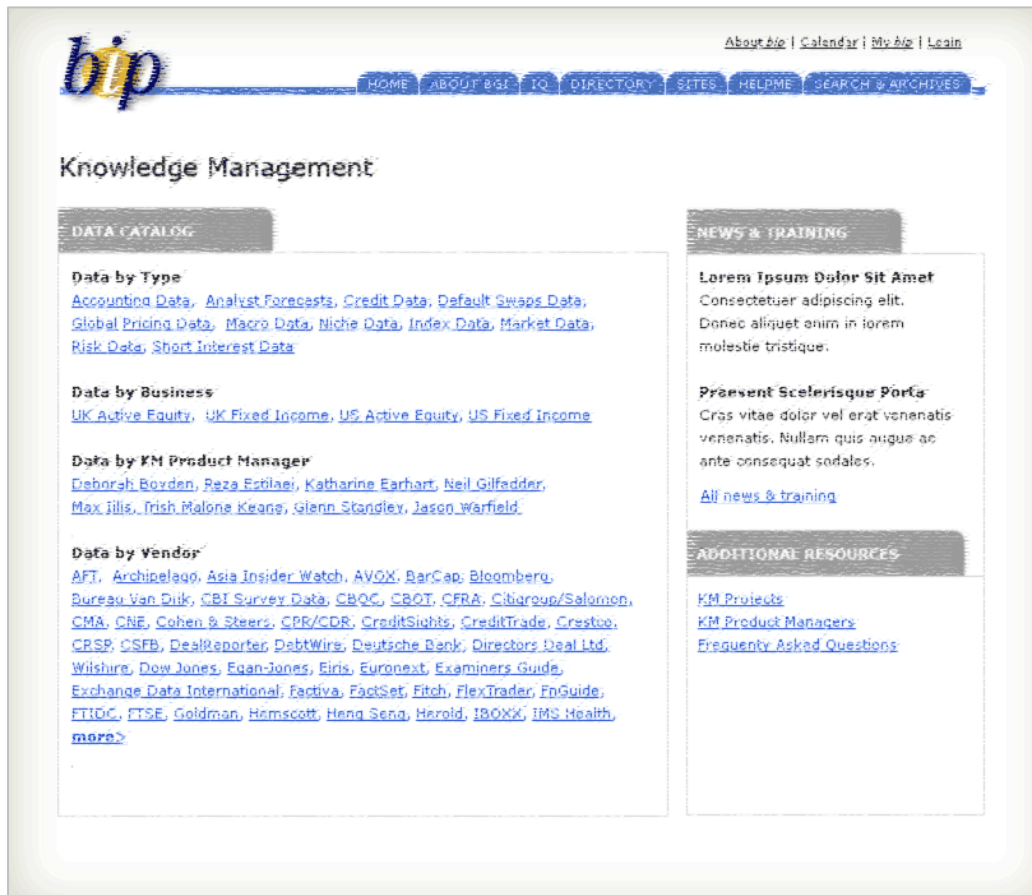 bip
About bip | Calendar | My bip | Login
HOME ABOUT BGI IQ DIRECTORY SITES HELPME SEARCH & ARCHIVES
Knowledge Management
DATA CATALOG
Data by Type
Accounting Data, Analyst Forecasts, Credit Data, Default Swaps Data,
Global Pricing Data, Macro Data, Niche Data, Index Data, Market Data,
Risk Data, Short Interest Data
Data by Business
UK Active Equity, UK Fixed Income, US Active Equity, US Fixed Income
Data by KM Product Manager
Deborah Boyden, Reza Estilaei, Katharine Earhart, Neil Gilfedder,
Max Iilis, Trish Malone Keane, Glenn Standley, Jason Warfield
Data by Vendor
AFT, Archipelago, Asia Insider Watch, AVOX, BarCap, Bloomberg,
Bureau Van Dijk, CBI Survey Data, CBOC, CBOT, CFRA, Citigroup/Salomon,
CMA, CNE, Cohen & Steers, CPR/CDR, CreditSights, CreditTrade, Crestco,
CRSP, CSFB, DealReporter, DebtWire, Deutsche Bank, Directors Deal Ltd,
Wilshire, Dow Jones, Egan-Jones, Eiris, Euronext, Examiners Guide,
Exchange Data International, Factiva, FactSet, Fitch, FlexTrader, FnGuide,
FTIDC, FTSE, Goldman, Hemscott, Heng Seng, Herold, IBOXX, IMS Health,
more>
NEWS & TRAINING
Lorem Ipsum Dolor Sit Amet
Consectetuer adipiscing elit.
Donec aliquet enim in lorem
molestie tristique.
Praesent Scelerisque Porta
Cras vitae dolor vel erat venenatis
venenatis. Nullam quis augue ac
ante consequat sodales.
All news & training
ADDITIONAL RESOURCES
KM Projects
KM Product Managers
Frequenty Asked Questions